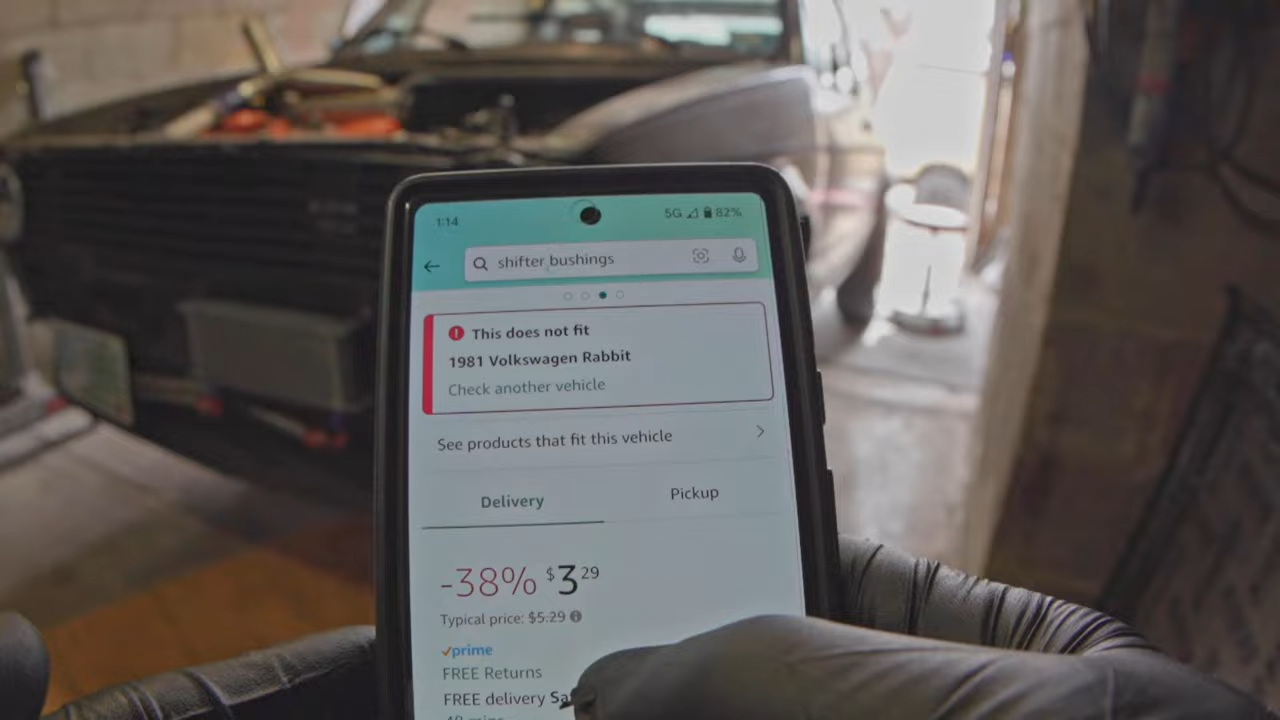 1:14
5G 82%
shifter bushings
This does not fit
1981 Volkswagen Rabbit
Check another vehicle
See products that fit this vehicle
Delivery
Pickup
-38% $3 29
Typical price: $5.29
prime
FREE Returns
FREE delivery